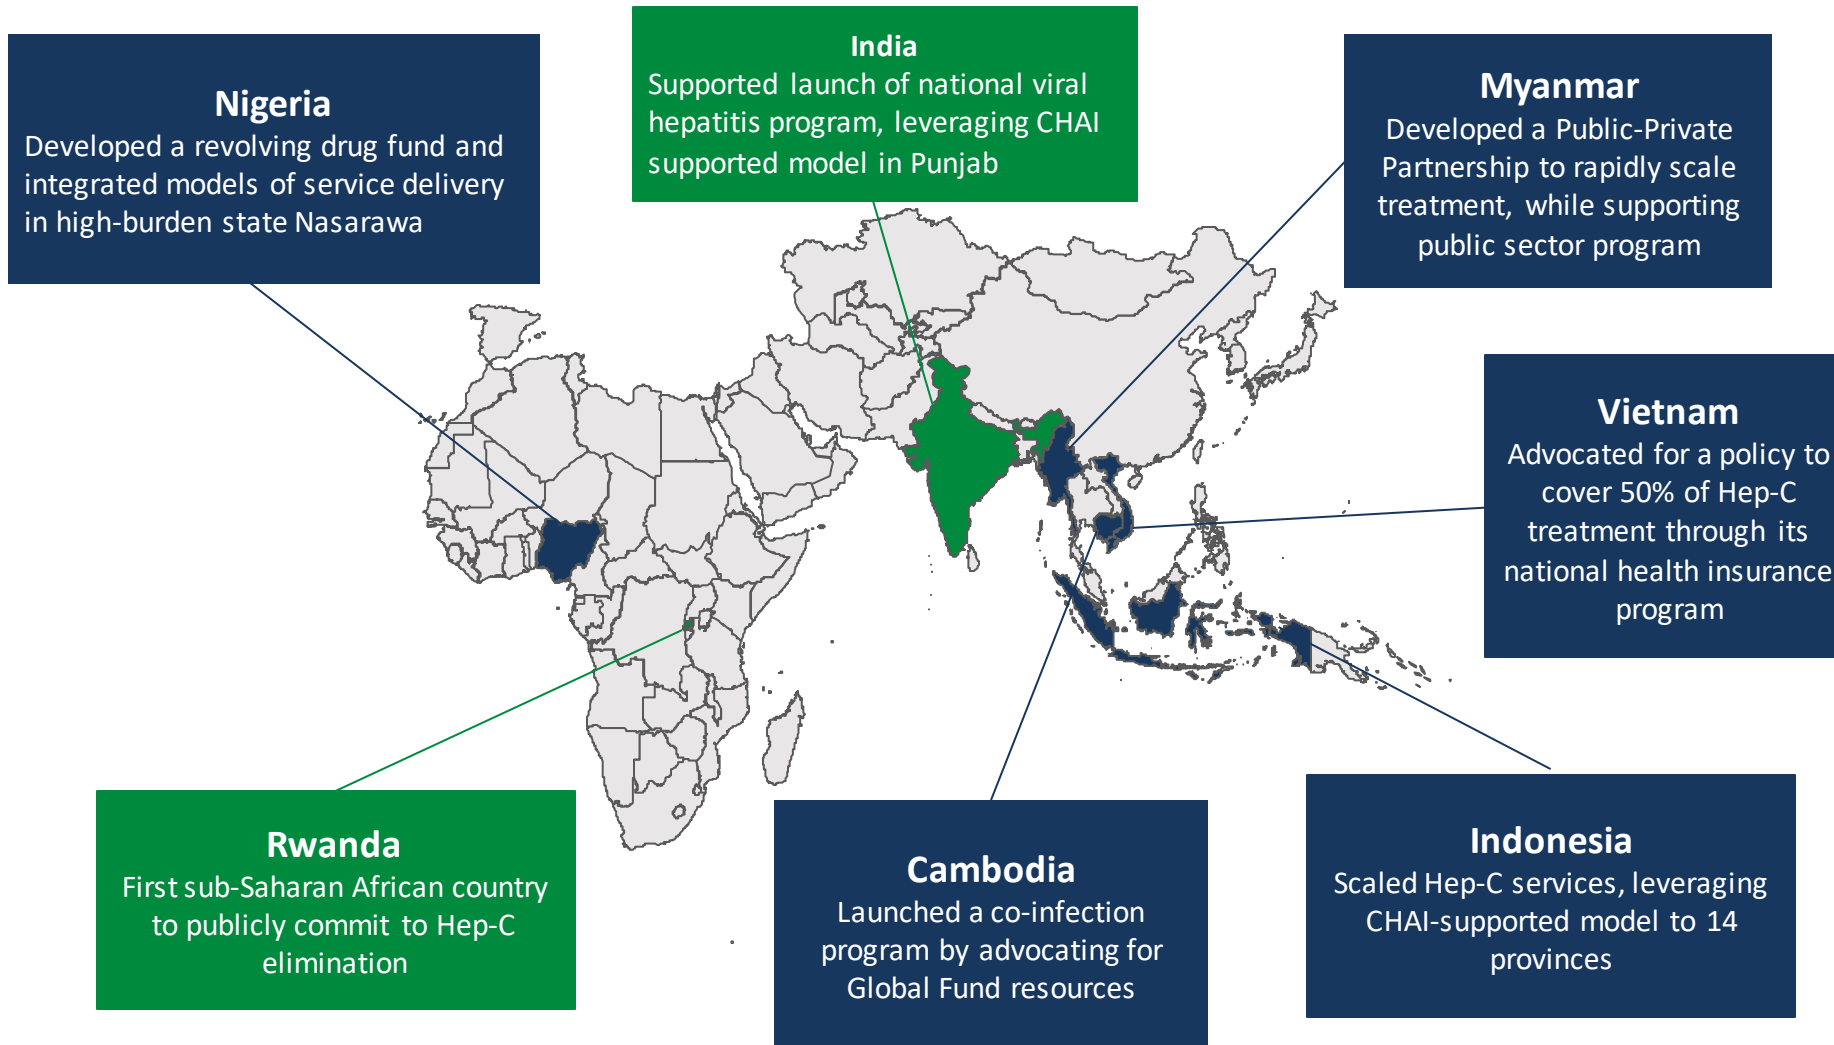 Nigeria
Developed a revolving drug fund and
integrated models of service delivery
in high-burden state Nasarawa
India
Supported launch of national viral
hepatitis program, leveraging CHAI
supported model in Punjab
Myanmar
Developed a Public-Private
Partnership to rapidly scale
treatment, while supporting
public sector program
Vietnam
Advocated for a policy to
cover 50% of Hep-C
treatment through its
national health insurance
program
Rwanda
First sub-Saharan African country
to publicly commit to Hep-C
elimination
Cambodia
Launched a co-infection
program by advocating for
Global Fund resources
Indonesia
Scaled Hep-C services, leveraging
CHAI-supported model to 14
provinces